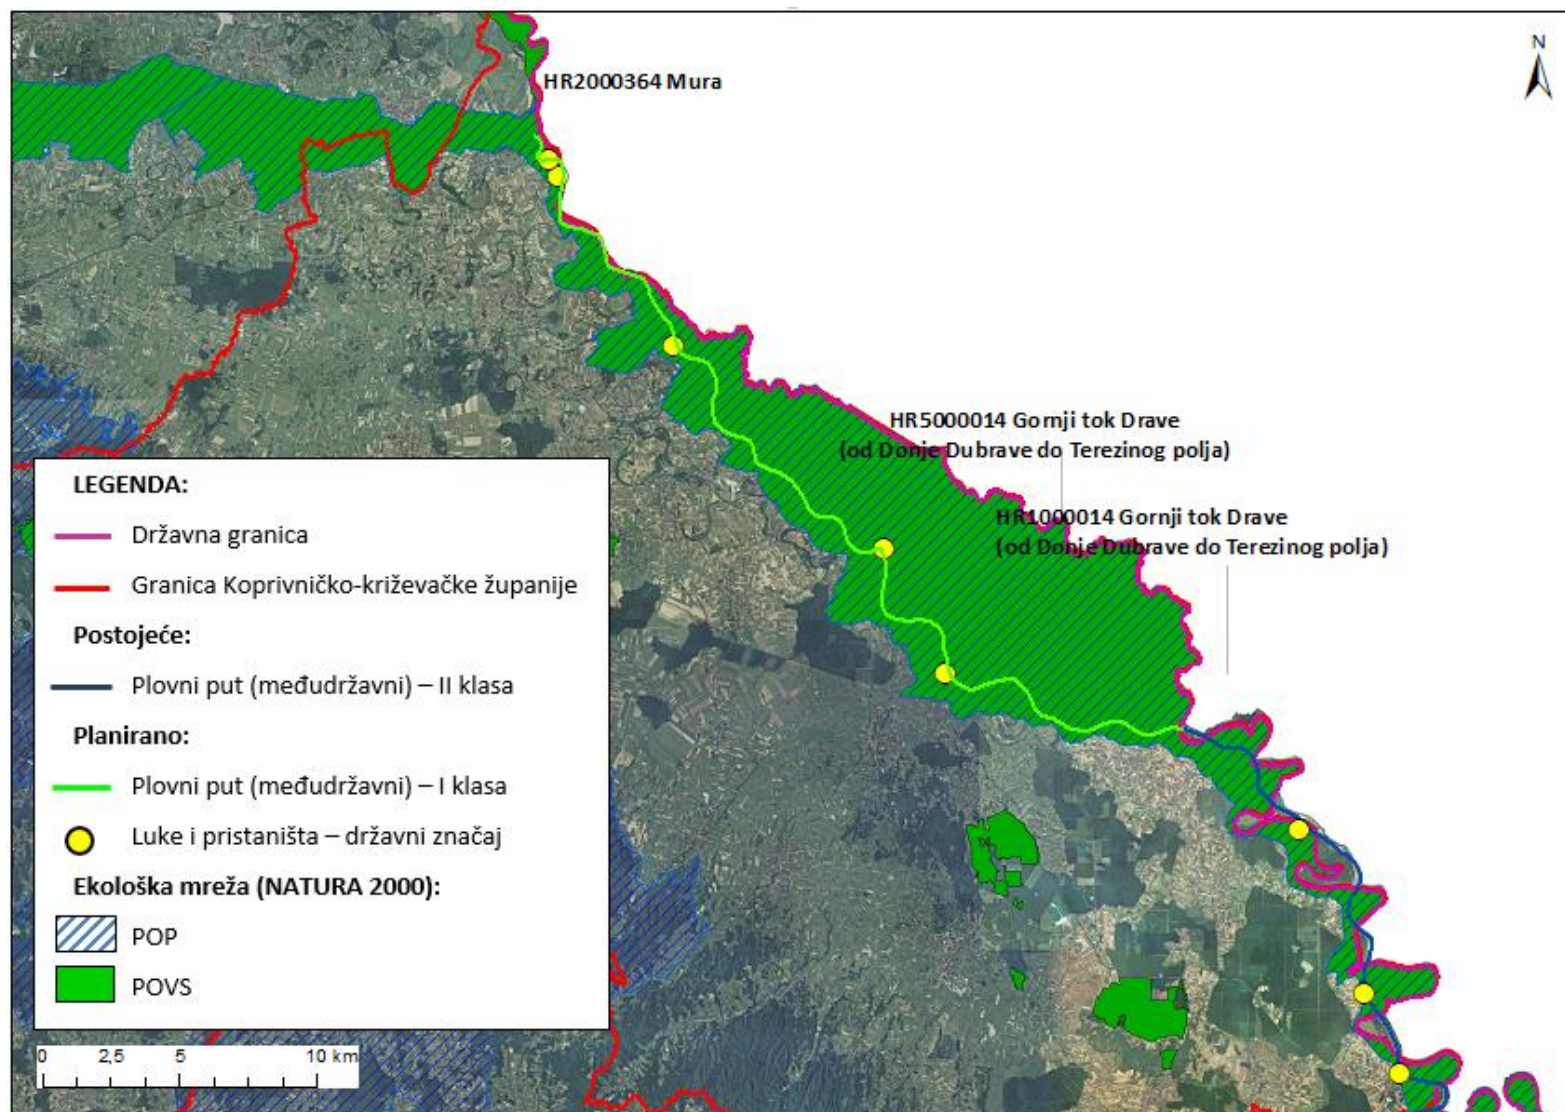 N
HR2000364 Mura
HR5000014 Gornji tok Drave
(od Donje Dubrave do Terezinog polja)
HR1000014 Gornji tok Drave
(od Donje Dubrave do Terezinog polja)
LEGENDA:
Državna granica
Granica Koprivničko-križevačke županije
Postojeće:
Plovni put (međudržavni) – II klasa
Planirano:
Plovni put (međudržavni) – I klasa
Luke i pristaništa – državni značaj
Ekološka mreža (NATURA 2000):
POP
POVS
0 2,5 5 10 km